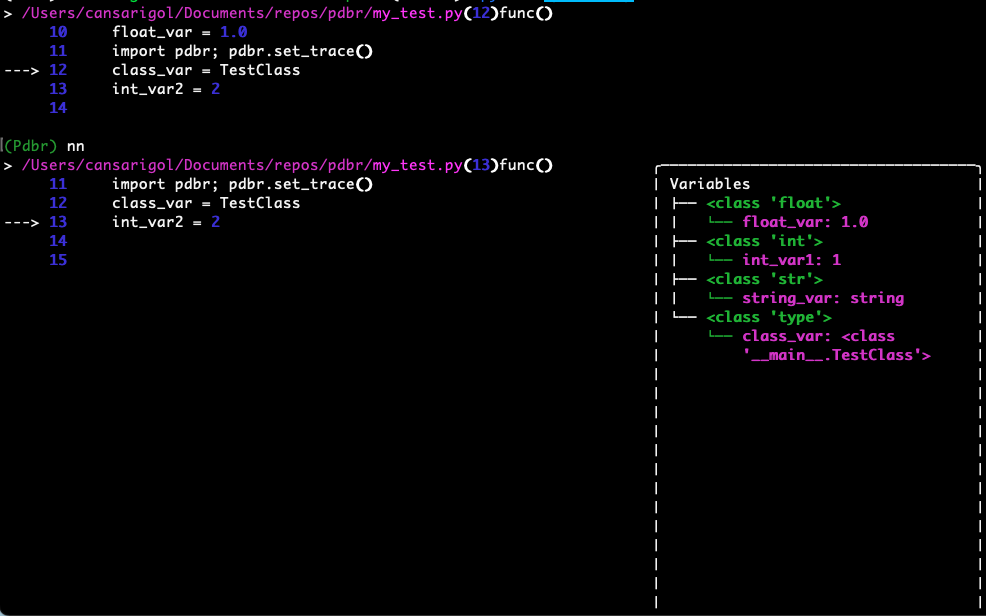 > /Users/cansarigol/Documents/repos/pdbr/my_test.py(12)func()
10 float_var = 1.0
11 import pdbr; pdbr.set_trace()
---> 12 class_var = TestClass
13 int_var2 = 2
14
(Pdbr) nn
> /Users/cansarigol/Documents/repos/pdbr/my_test.py(13)func()
11 import pdbr; pdbr.set_trace()
12 class_var = TestClass
---> 13 int_var2 = 2
14
15
Variables
<class 'float'>
float_var: 1.0
<class 'int'>
int_var1: 1
<class 'str'>
string_var: string
<class 'type'>
class_var: <class
'__main__.TestClass'>